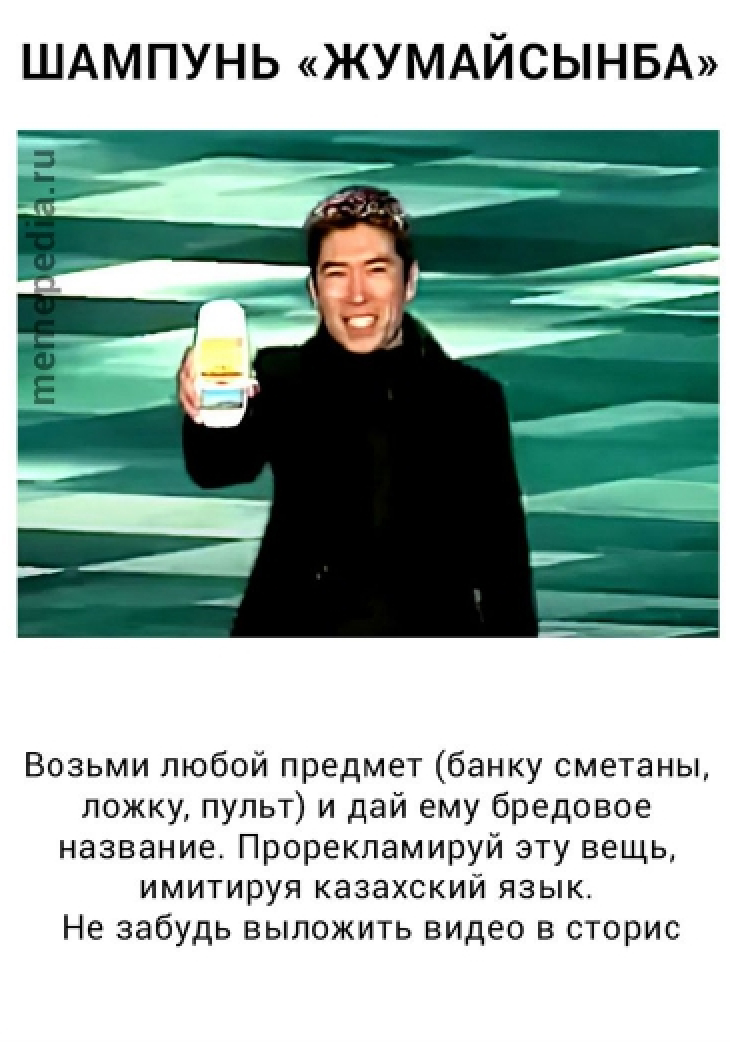 ШАМПУНЬ «ЖУМАЙСЫНБА»
memepedia.ru
Возьми любой предмет (банку сметаны,
ложку, пульт) и дай ему бредовое
название. Прорекламируй эту вещь,
имитируя казахский язык.
Не забудь выложить видео в сторис